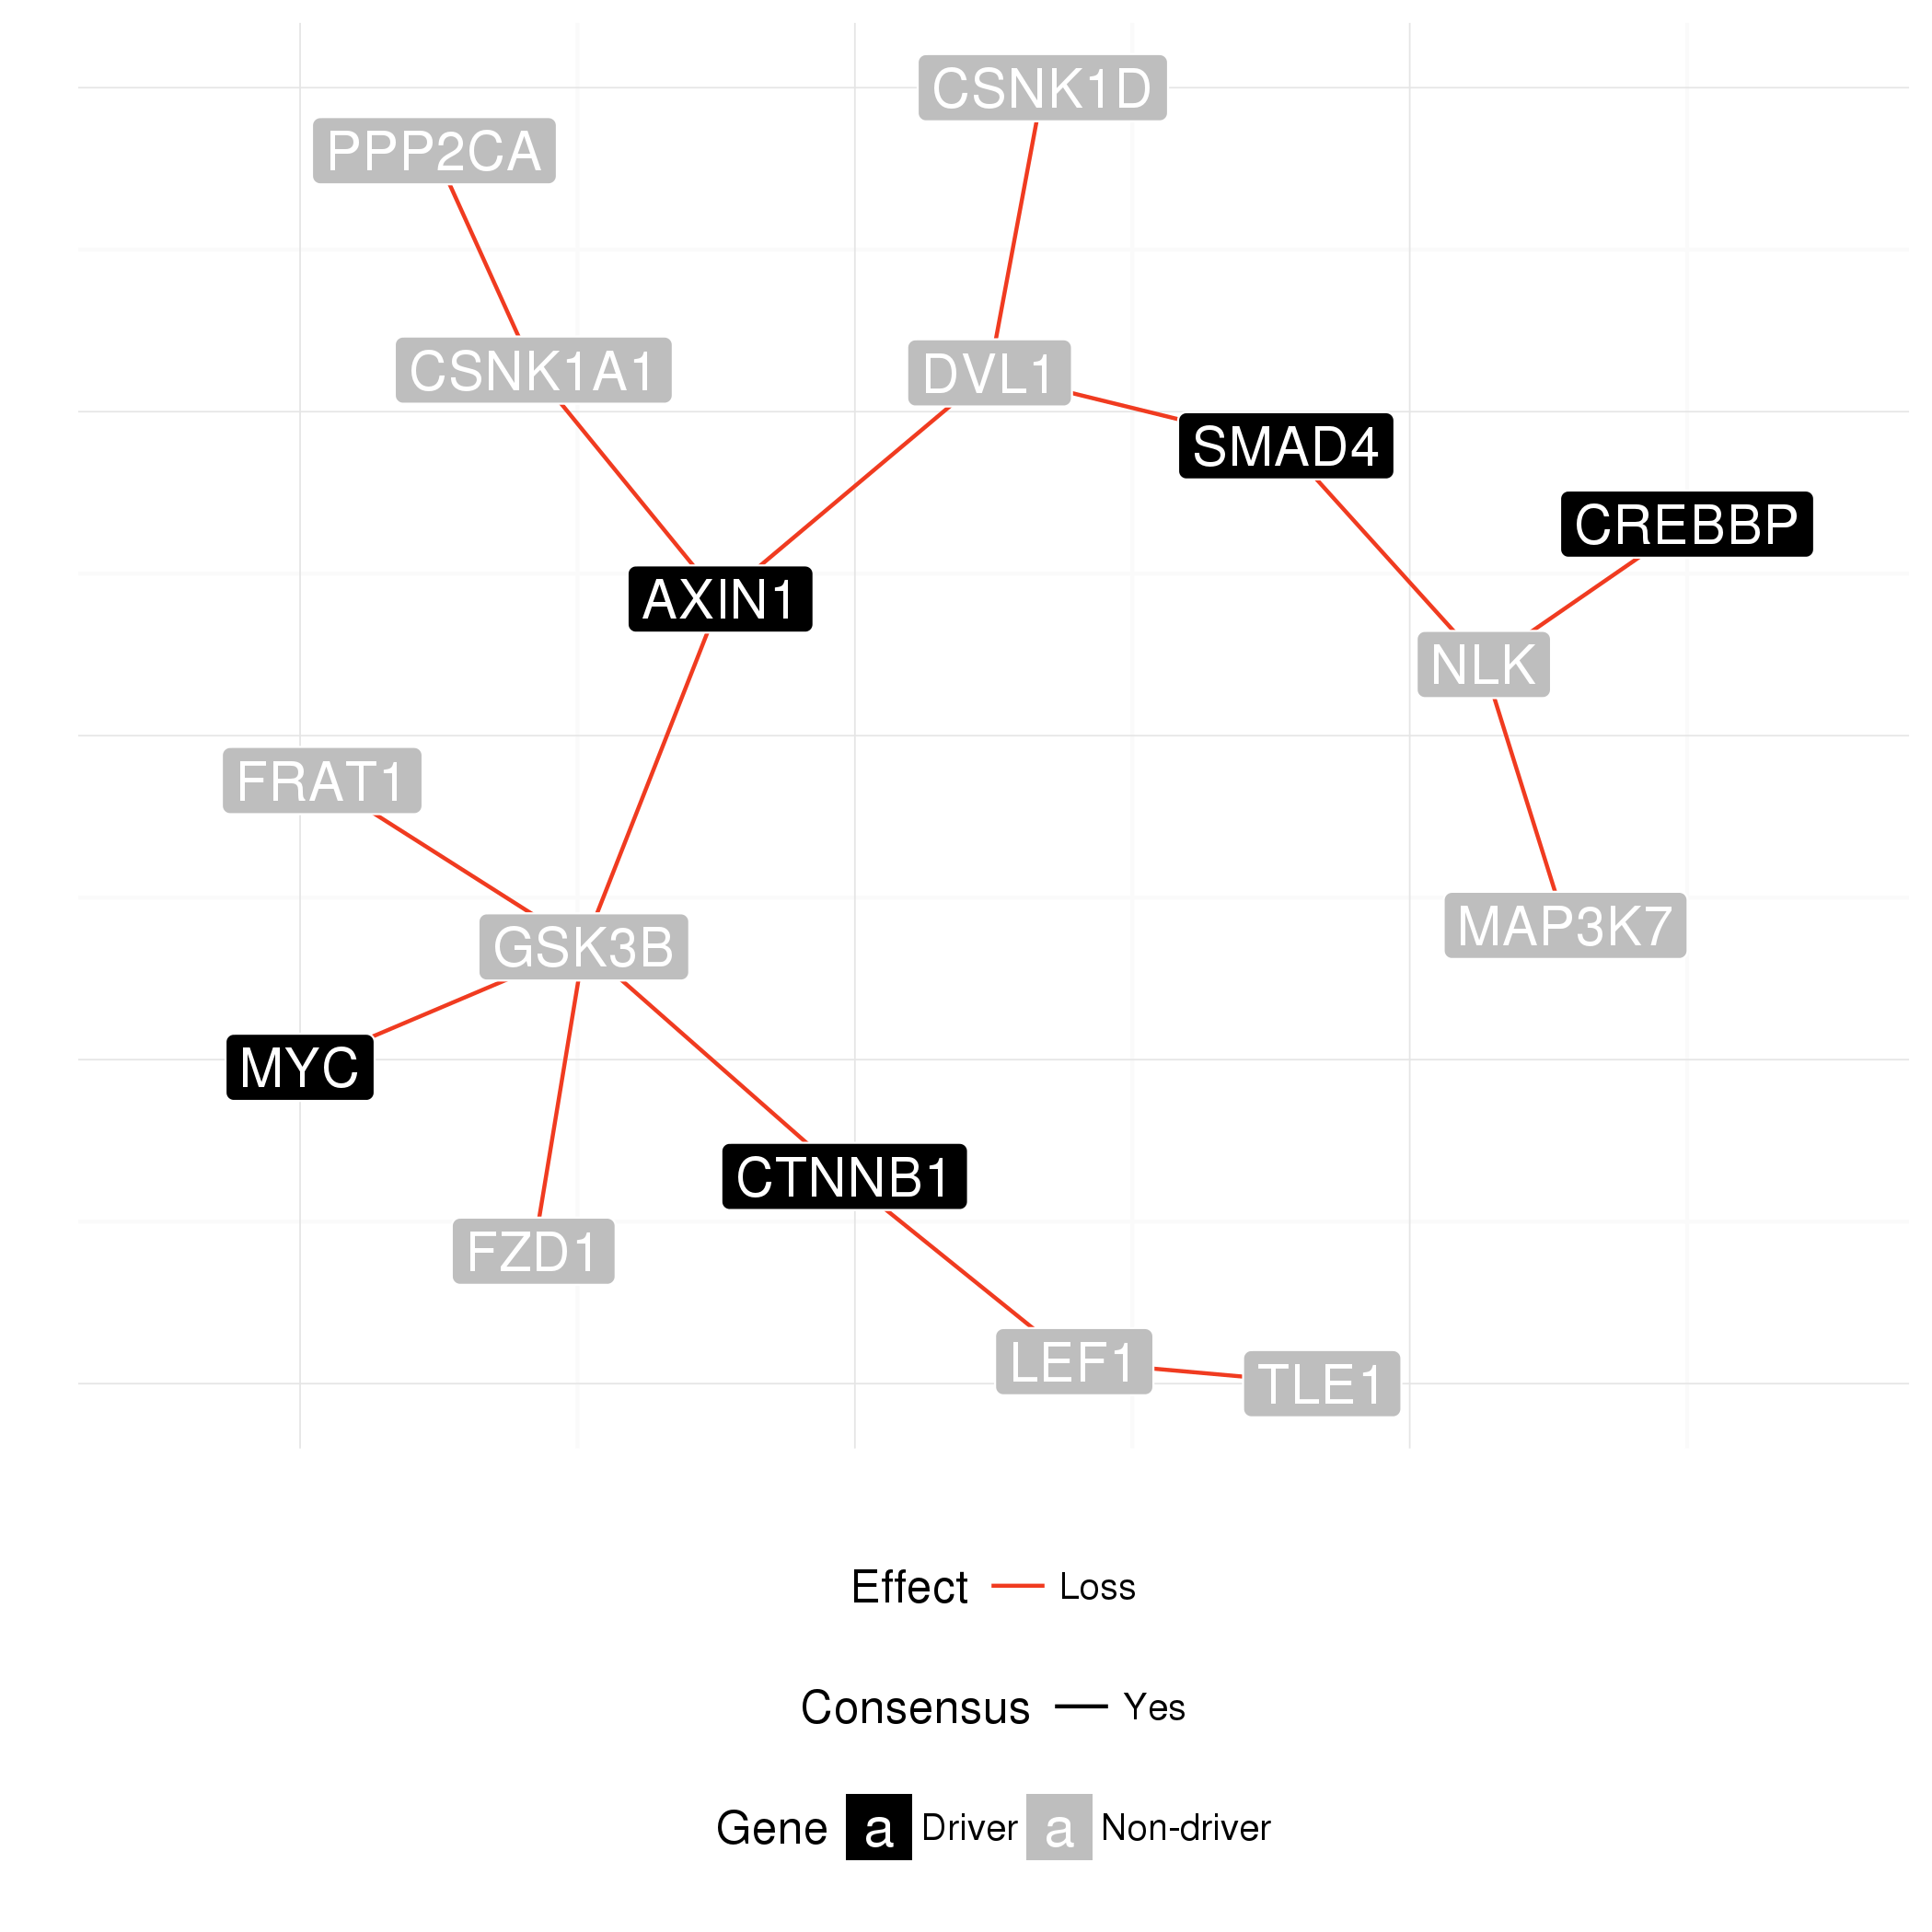 CSNK1D
PPP2CA
CSNK1A1
DVL1
SMAD4
CREBBP
AXIN1
NLK
FRAT1
MAP3K7
GSK3B
MYC
CTNNB1
FZD1
LEF1
TLE1
Effect Loss
Consensus Yes
Gene a Driver a Non-driver